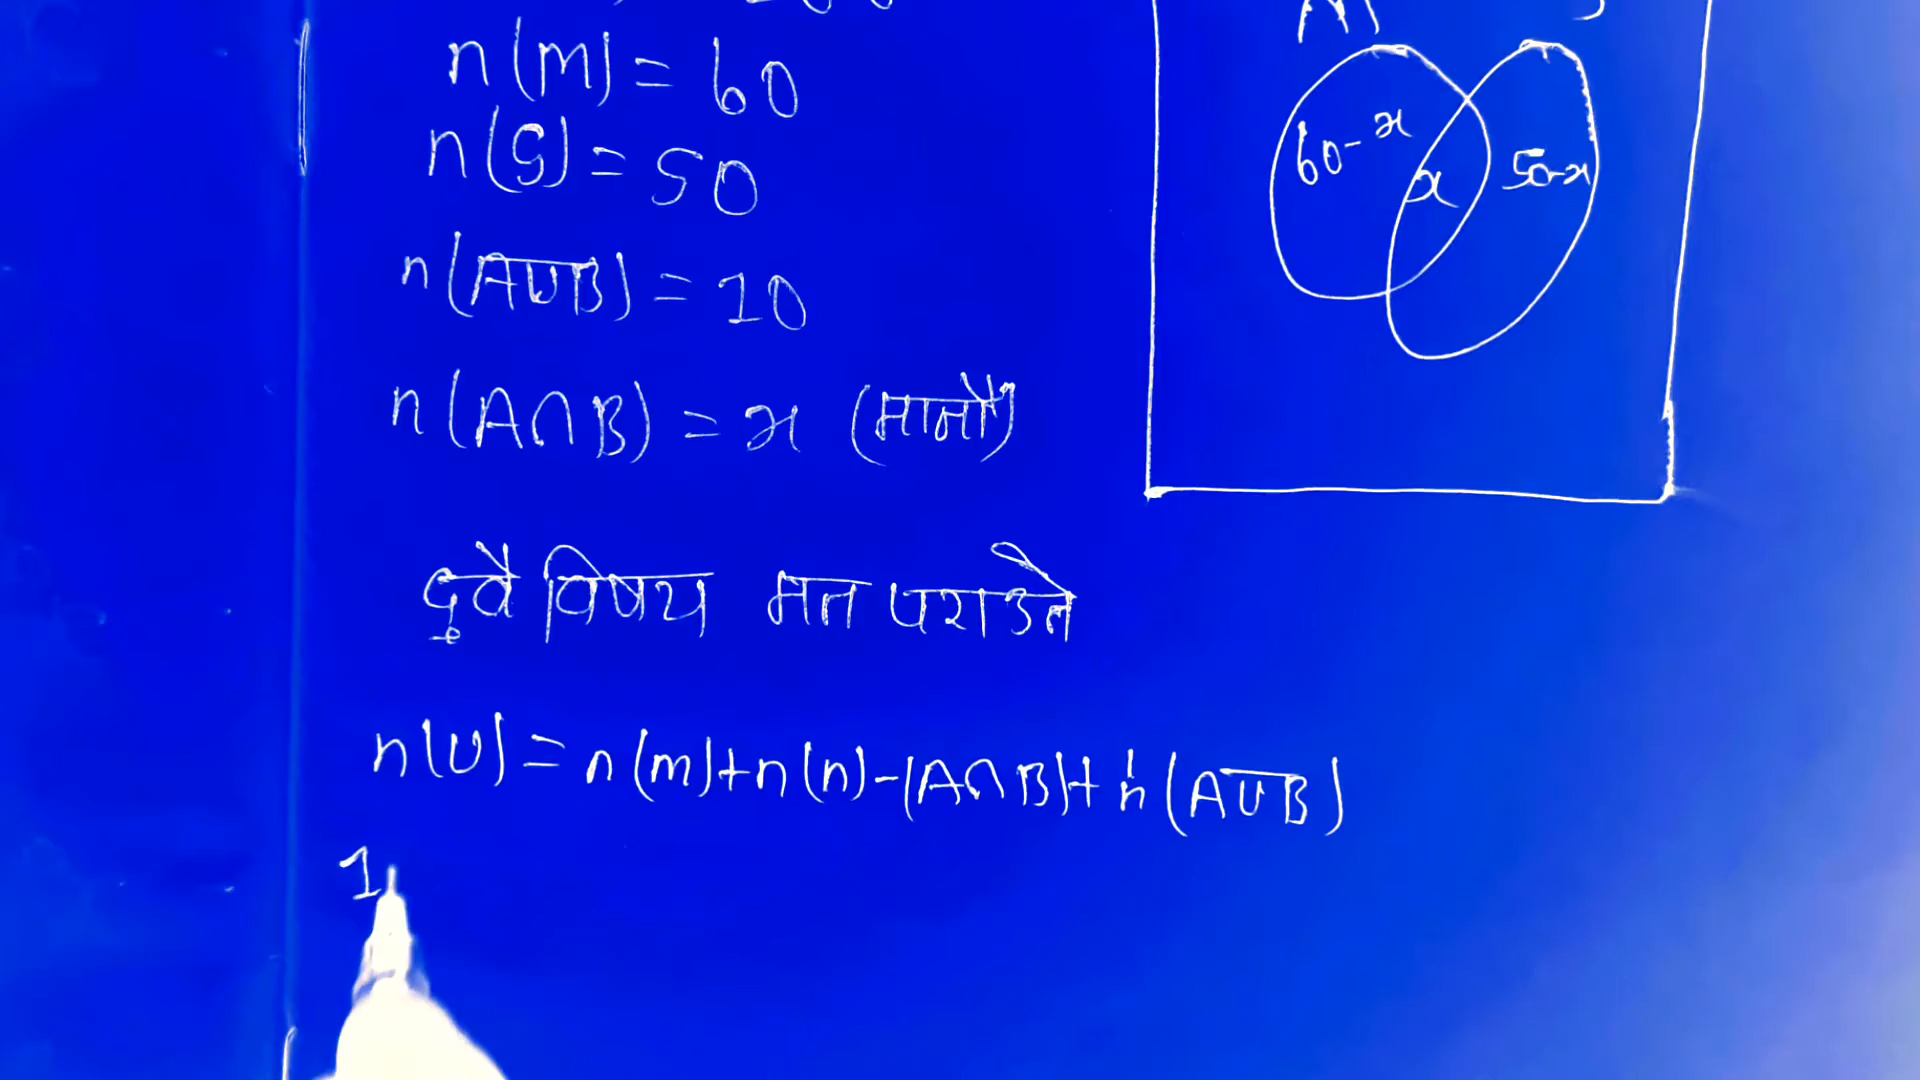 n(m) = 60
n(S) = 50
n(A∪B)̅ = 10
n(A∩B) = x (मानौं)
दुवै विषय मन पराउने
n(U) = n(m)+n(n)-(A∩B)+n(A∪B)̅
1
M
60-x
x
50-x